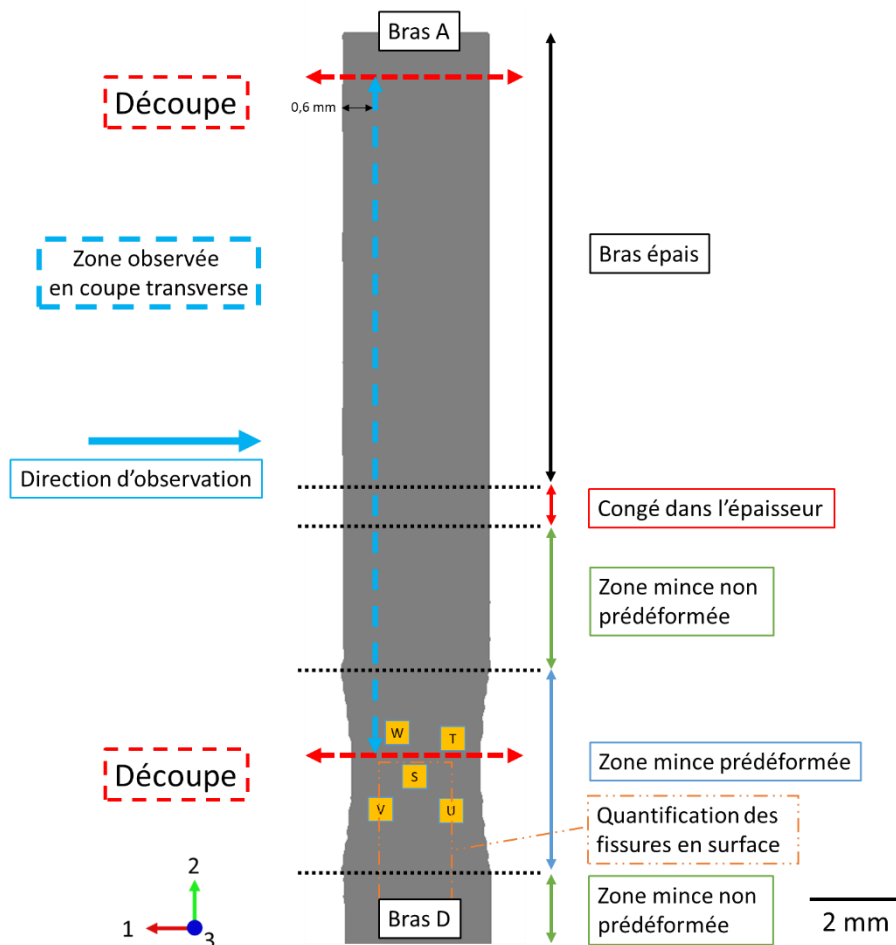 Bras A
Découpe
0,6 mm
Zone observée
en coupe transverse
Bras épais
Direction d'observation
Congé dans l'épaisseur
Zone mince non
prédéformée
W
T
Découpe
S
Zone mince prédéformée
V
U
Quantification des
fissures en surface
2
1
3
Bras D
Zone mince non
prédéformée
2 mm